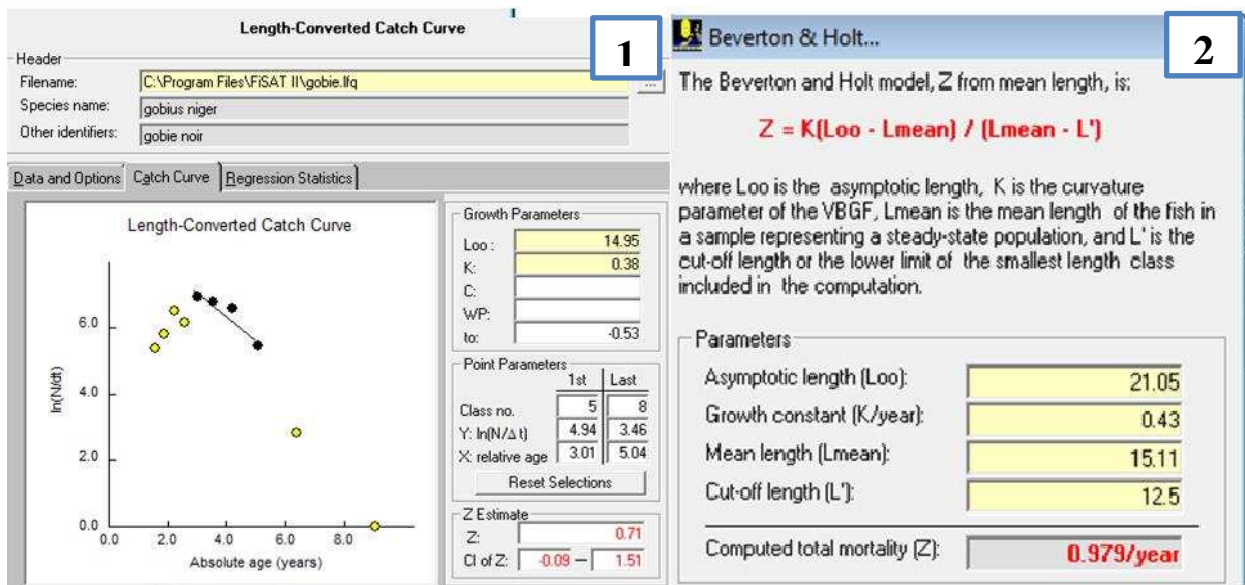 Length-Converted Catch Curve
1
Header
Filename: C:\Program Files\FiSAT II\gobie.lfq ...
Species name: gobius niger
Other identifiers: gobie noir
Data and Options Catch Curve Regression Statistics
Length-Converted Catch Curve
ln(N/dt)
6.0
4.0
2.0
0.0
0.0 2.0 4.0 6.0 8.0
Absolute age (years)
Growth Parameters
Loo : 14.95
K: 0.38
C:
WP:
to: -0.53
Point Parameters
1st Last
Class no. 5 8
Y: ln(N/Δ t) 4.94 3.46
X: relative age 3.01 5.04
Reset Selections
Z Estimate
Z: 0.71
CI of Z: -0.09 — 1.51
Beverton & Holt...
2
The Beverton and Holt model, Z from mean length, is:
Z = K(Loo - Lmean) / (Lmean - L')
where Loo is the asymptotic length, K is the curvature
parameter of the VBGF, Lmean is the mean length of the fish in
a sample representing a steady-state population, and L' is the
cut-off length or the lower limit of the smallest length class
included in the computation.
Parameters
Asymptotic length (Loo): 21.05
Growth constant (K/year): 0.43
Mean length (Lmean): 15.11
Cut-off length (L'): 12.5
Computed total mortality (Z): 0.979/year